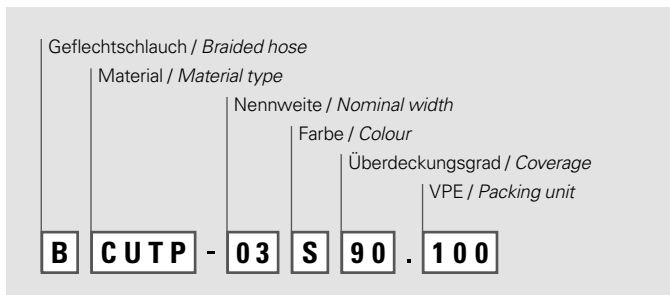 Geflechtschlauch / Braided hose
Material / Material type
Nennweite / Nominal width
Farbe / Colour
Überdeckungsgrad / Coverage
VPE / Packing unit
B CUTP - 03 S 90 . 100